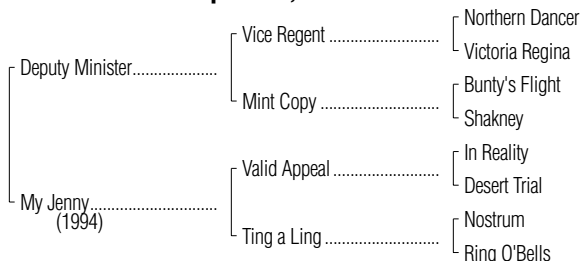 Northern Dancer
Vice Regent
Victoria Regina
Deputy Minister
Bunty's Flight
Mint Copy
Shakney
In Reality
Valid Appeal
Desert Trial
My Jenny
(1994)
Nostrum
Ting a Ling
Ring O'Bells